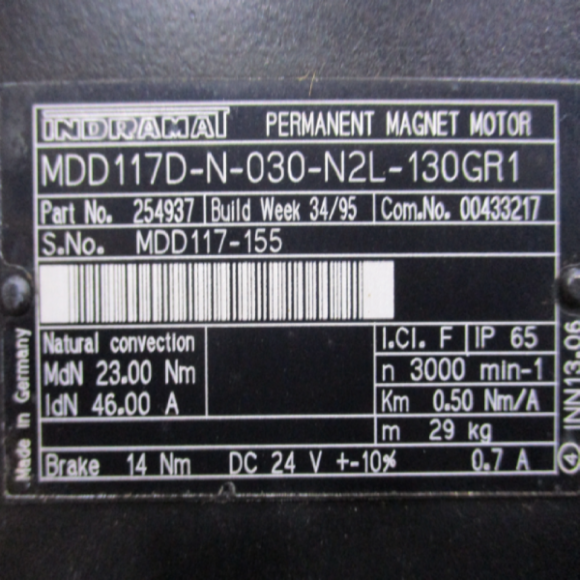 INDRAMAT PERMANENT MAGNET MOTOR
MDD117D-N-030-N2L-130GR1
Part No. 254937 Build Week 34/95 Com.No. 00433217
S.No. MDD117-155
Natural convection I.Cl. F IP 65
MdN 23.00 Nm n 3000 min-1
IdN 46.00 A Km 0.50 Nm/A
m 29 kg
Brake 14 Nm DC 24 V +-10% 0.7 A
Made in Germany
4 INN13.06